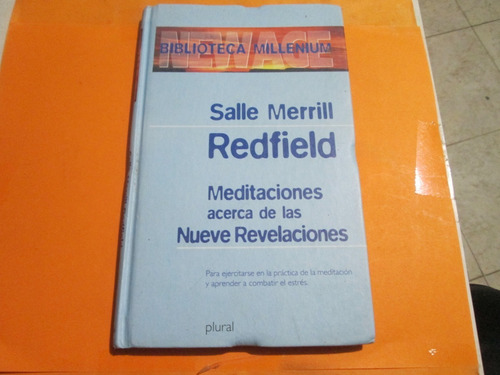 NEW AGE
BIBLIOTECA MILLENIUM
Salle Merrill
Redfield
Meditaciones
acerca de las
Nueve Revelaciones
Para ejercitarse en la práctica de la meditación
y aprender a combatir el estrés.
plural